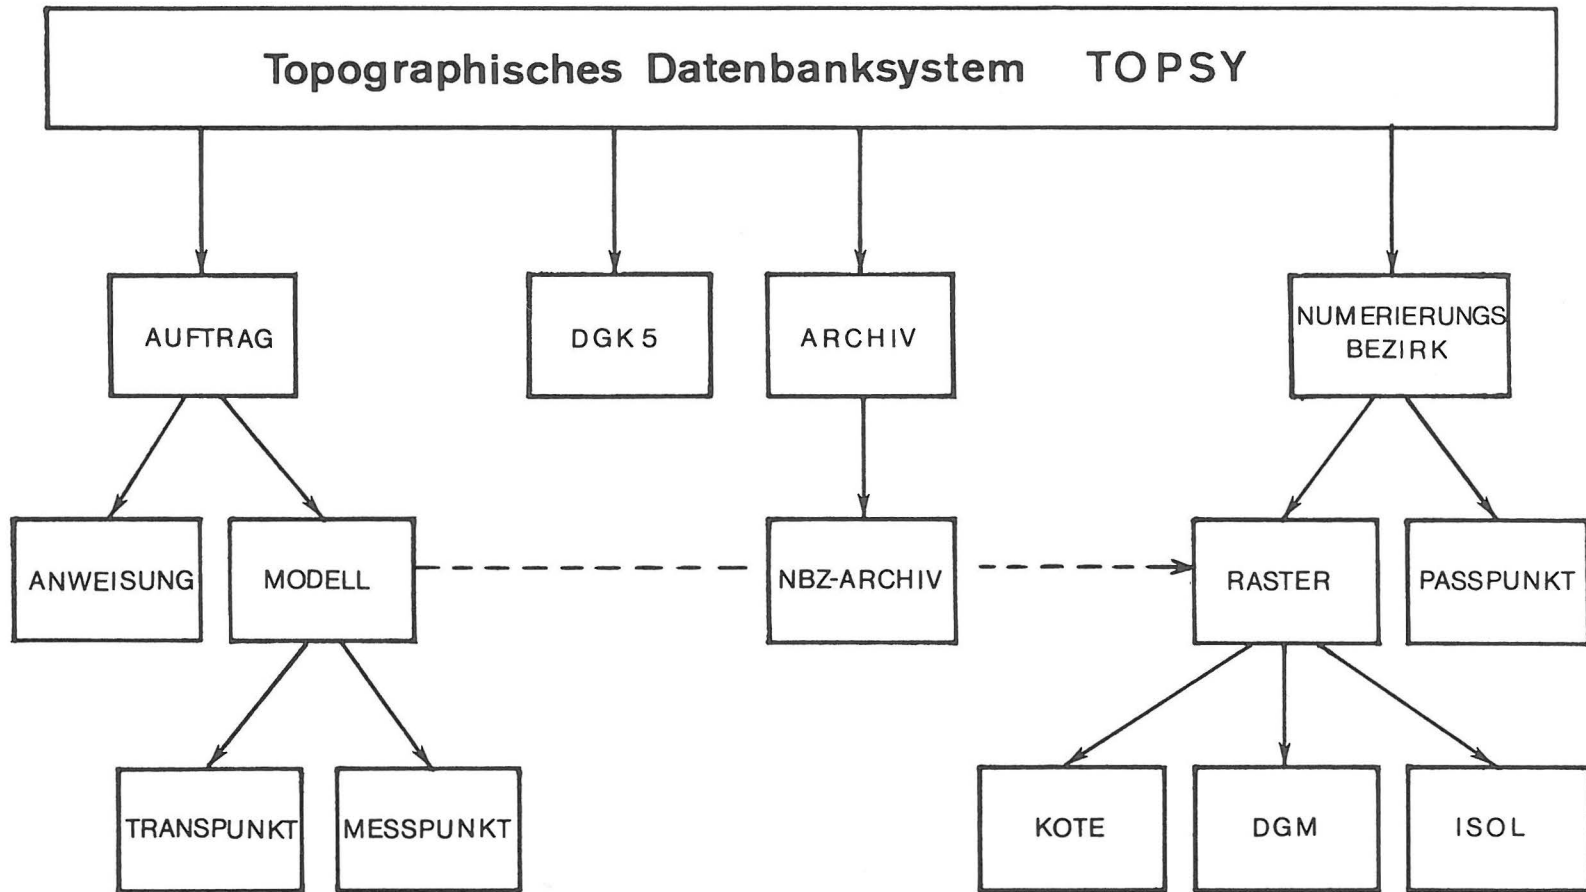 Topographisches Datenbanksystem TOPSY
AUFTRAG
DGK 5
ARCHIV
NUMERIERUNGS
BEZIRK
ANWEISUNG
MODELL
NBZ-ARCHIV
RASTER
PASSPUNKT
TRANSPUNKT
MESSPUNKT
KOTE
DGM
ISOL